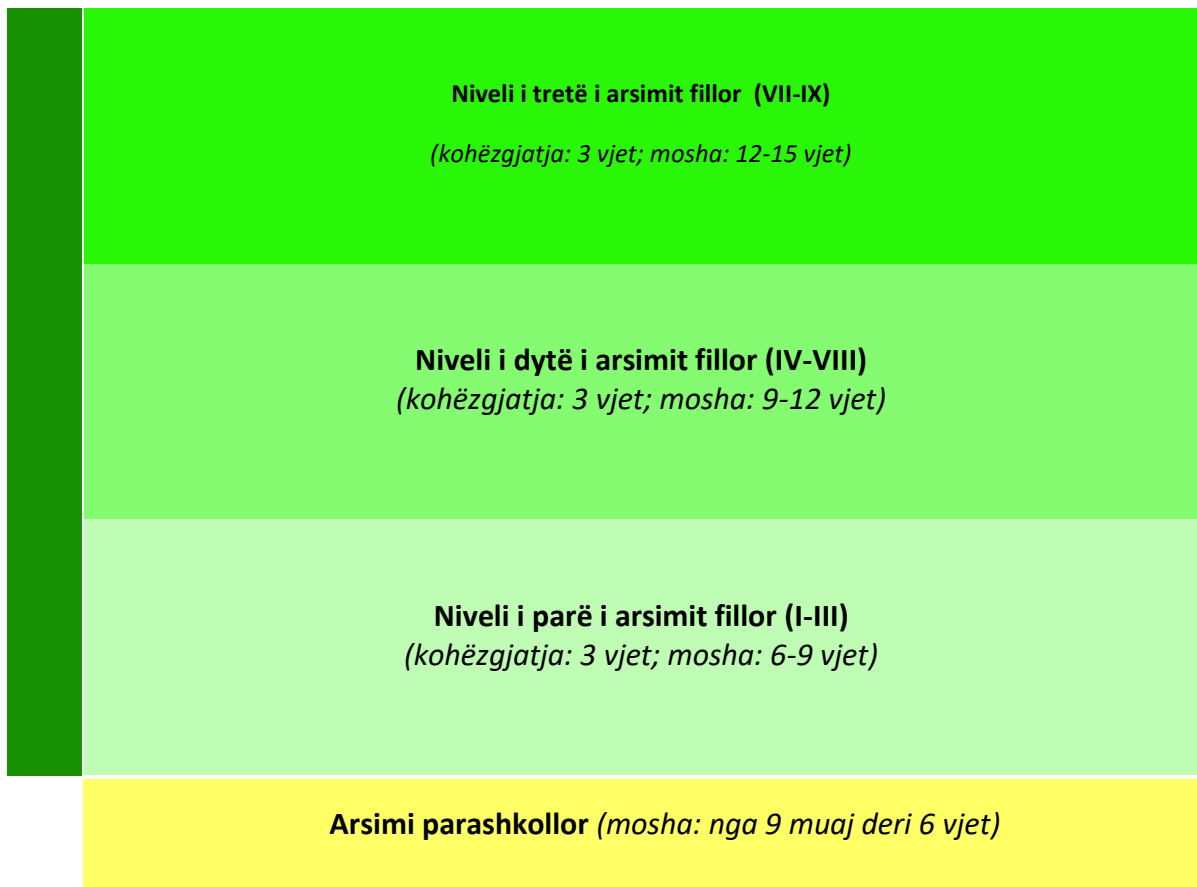 Niveli i tretë i arsimit fillor  (VII-IX)
(kohëzgjatja: 3 vjet; mosha: 12-15 vjet)
Niveli i dytë i arsimit fillor (IV-VIII)
(kohëzgjatja: 3 vjet; mosha: 9-12 vjet)
Niveli i parë i arsimit fillor (I-III)
(kohëzgjatja: 3 vjet; mosha: 6-9 vjet)
Arsimi parashkollor (mosha: nga 9 muaj deri 6 vjet)